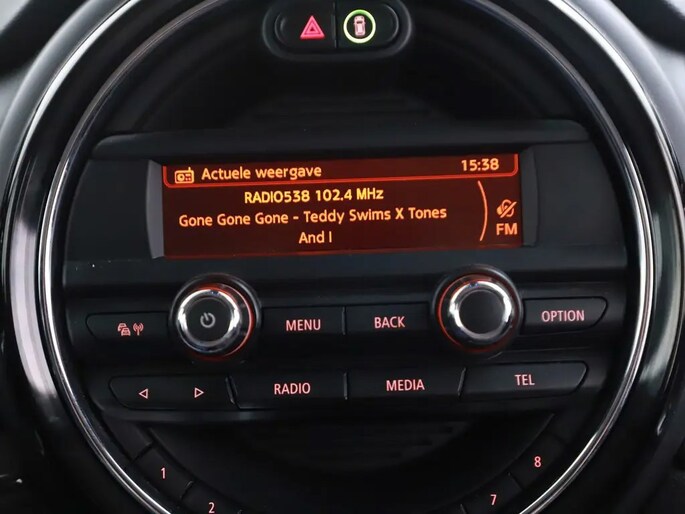 Actuele weergave 15:38
RADIO538 102.4 MHz
Gone Gone Gone - Teddy Swims X Tones
And I
FM
MENU BACK OPTION
RADIO MEDIA TEL
1 8
2 7